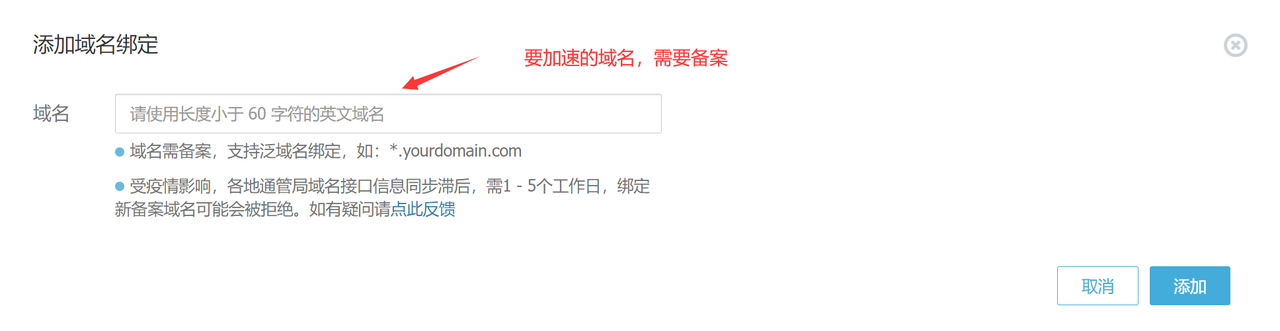 添加域名绑定
要加速的域名，需要备案
域名
请使用长度小于 60 字符的英文域名
域名需备案，支持泛域名绑定，如：*.yourdomain.com
受疫情影响，各地通管局域名接口信息同步滞后，需1 - 5个工作日，绑定
新备案域名可能会被拒绝。如有疑问请点此反馈
取消
添加